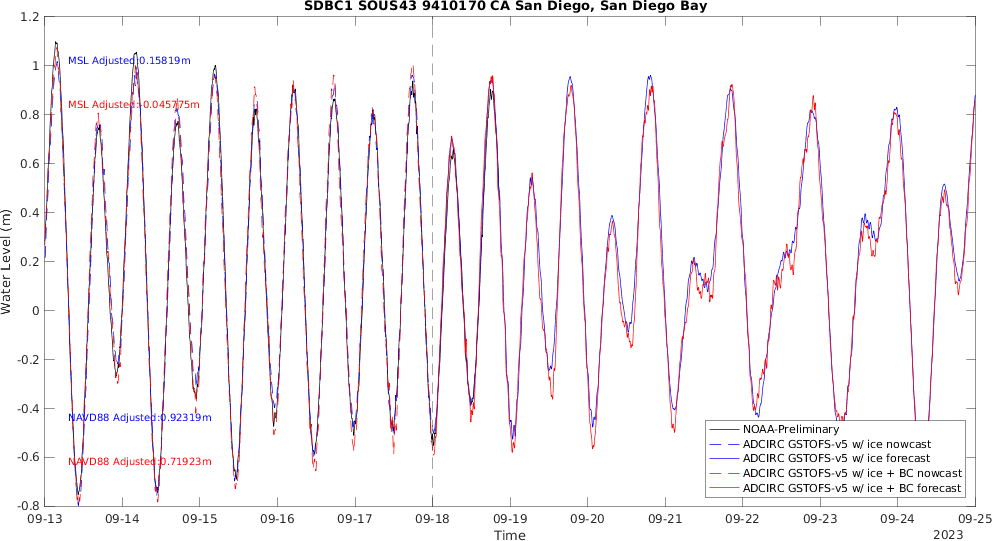 SDBC1 SOUS43 9410170 CA San Diego, San Diego Bay
1.2
1
0.8
0.6
0.4
0.2
0
-0.2
-0.4
-0.6
-0.8
Water Level (m)
MSL Adjusted:0.15819m
MSL Adjusted:-0.045775m
NAVD88 Adjusted:0.92319m
NAVD88 Adjusted:0.71923m
NOAA-Preliminary
ADCIRC GSTOFS-v5 w/ ice nowcast
ADCIRC GSTOFS-v5 w/ ice forecast
ADCIRC GSTOFS-v5 w/ ice + BC nowcast
ADCIRC GSTOFS-v5 w/ ice + BC forecast
09-13 09-14 09-15 09-16 09-17 09-18 09-19 09-20 09-21 09-22 09-23 09-24 09-25
Time
2023